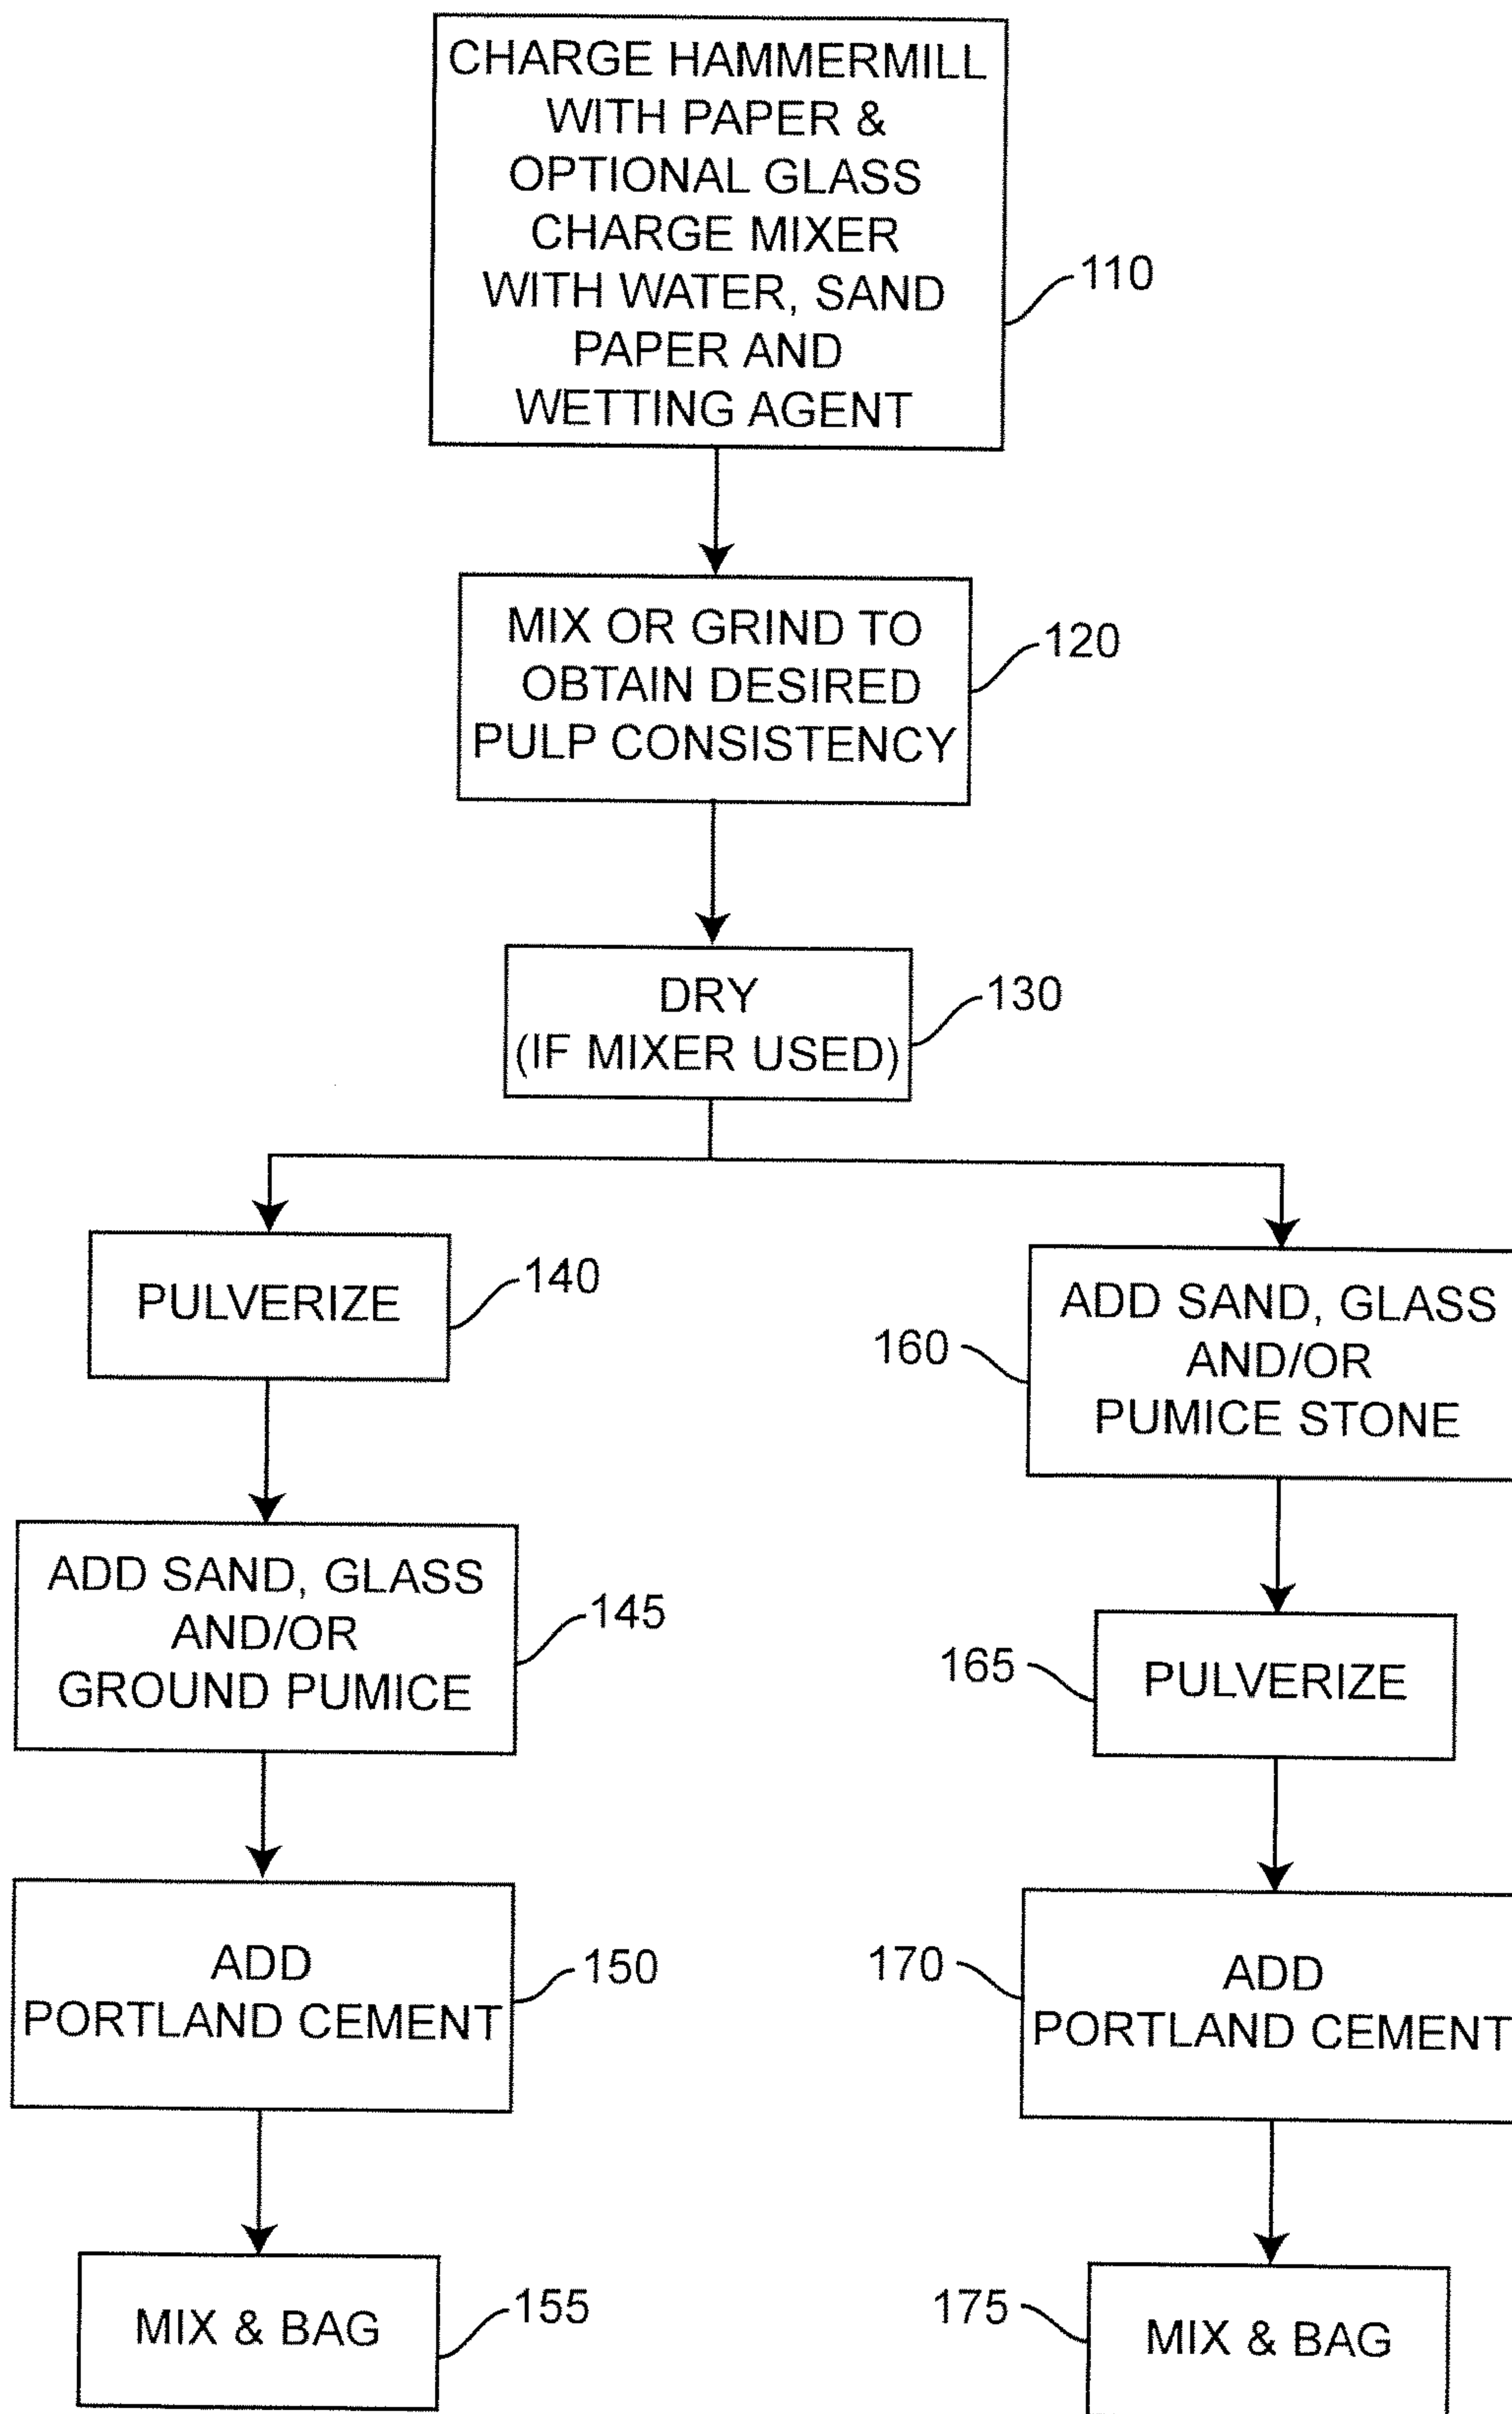 CHARGE HAMMERMILL
WITH PAPER &
OPTIONAL GLASS
CHARGE MIXER
WITH WATER, SAND
PAPER AND
WETTING AGENT
110
MIX OR GRIND TO
OBTAIN DESIRED
PULP CONSISTENCY
120
DRY
(IF MIXER USED)
130
PULVERIZE
140
ADD SAND, GLASS
AND/OR
GROUND PUMICE
145
ADD
PORTLAND CEMENT
150
MIX & BAG
155
ADD SAND, GLASS
AND/OR
PUMICE STONE
160
PULVERIZE
165
ADD
PORTLAND CEMENT
170
MIX & BAG
175